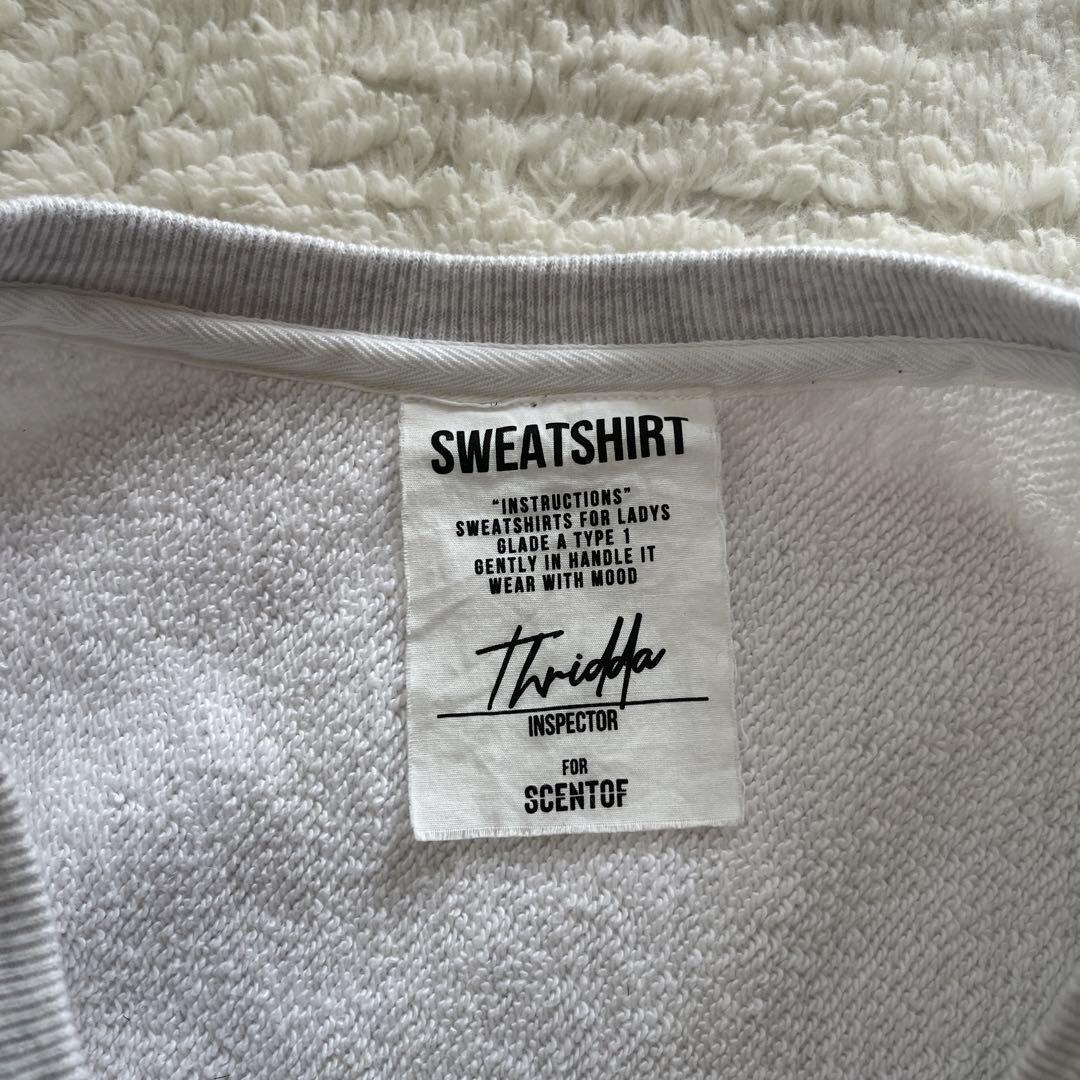 SWEATSHIRT
"INSTRUCTIONS"
SWEATSHIRTS FOR LADYS
GLADE A TYPE 1
GENTLY IN HANDLE IT
WEAR WITH MOOD
Thridda
INSPECTOR
FOR
SCENTOF